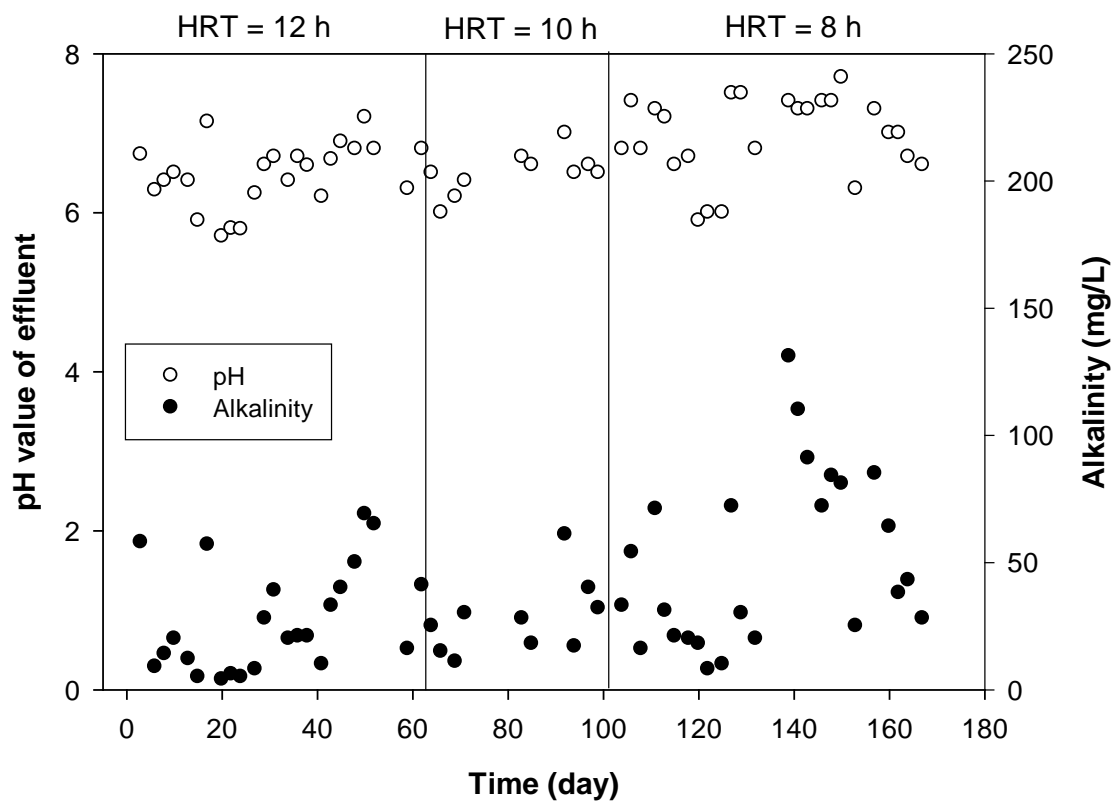 HRT = 12 h
HRT = 10 h
HRT = 8 h
8
6
4
2
0
pH value of effluent
pH
Alkalinity
250
200
150
100
50
0
Alkalinity (mg/L)
0 20 40 60 80 100 120 140 160 180
Time (day)